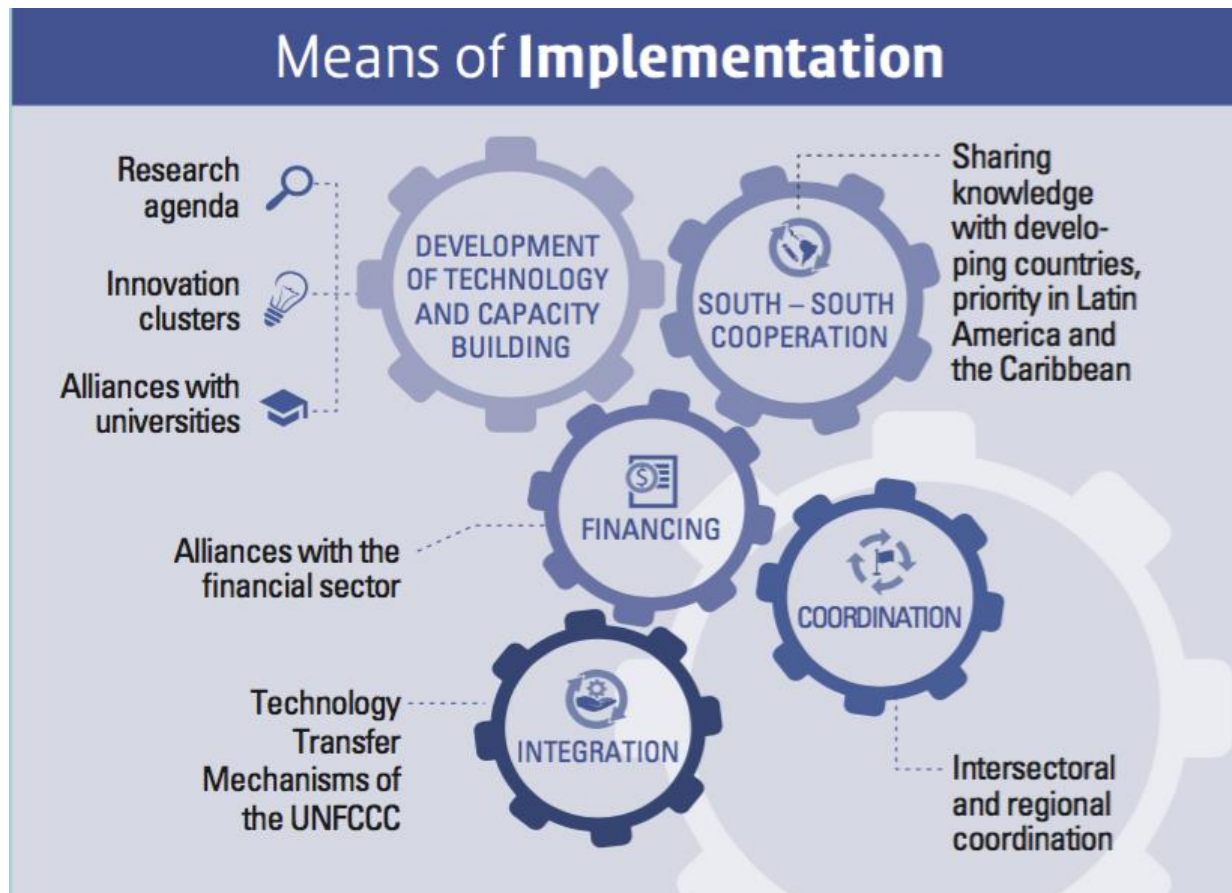 Means of Implementation
Research
agenda
Innovation
clusters
Alliances with
universities
DEVELOPMENT
OF TECHNOLOGY
AND CAPACITY
BUILDING
SOUTH – SOUTH
COOPERATION
Sharing
knowledge
with develo-
ping countries,
priority in Latin
America and
the Caribbean
$
FINANCING
Alliances with the
financial sector
COORDINATION
Intersectoral
and regional
coordination
INTEGRATION
Technology
Transfer
Mechanisms of
the UNFCCC